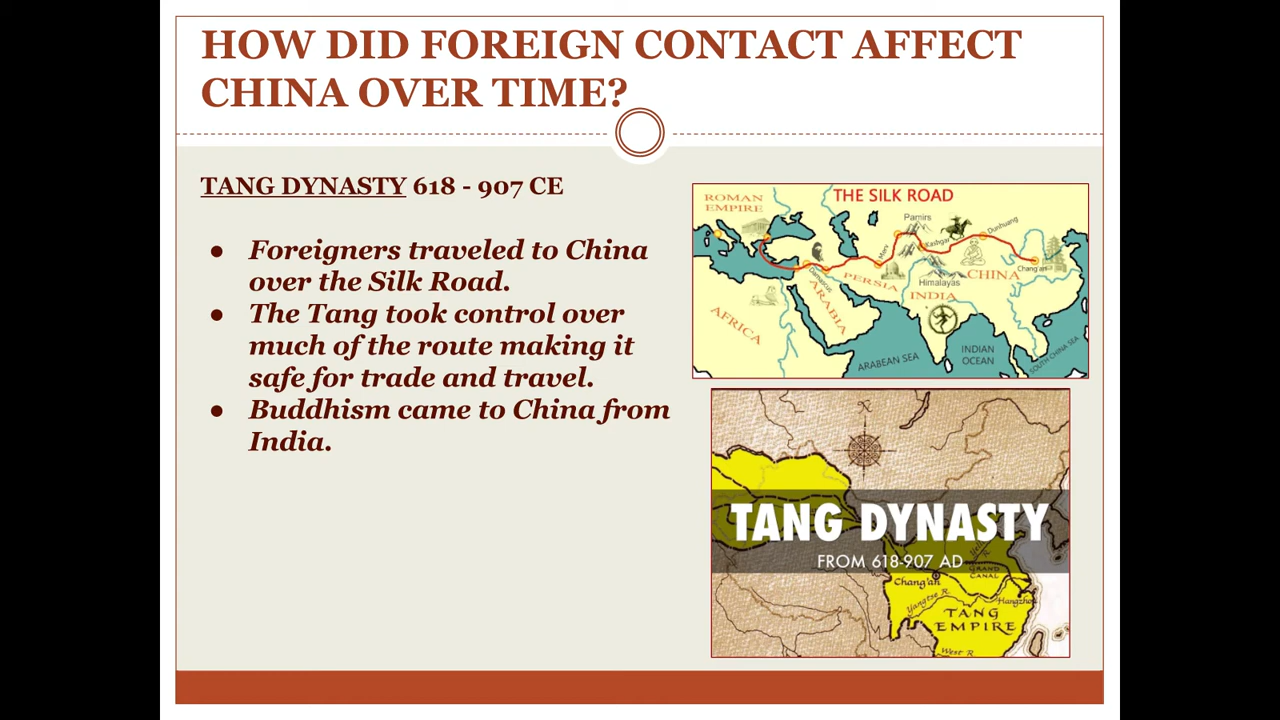 HOW DID FOREIGN CONTACT AFFECT
CHINA OVER TIME?
TANG DYNASTY 618 - 907 CE
● Foreigners traveled to China
over the Silk Road.
● The Tang took control over
much of the route making it
safe for trade and travel.
● Buddhism came to China from
India.
THE SILK ROAD
ROMAN
EMPIRE
Pamirs
Dunhuang
Kashgar
Merv
Chang'an
Damascus
PERSIA
CHINA
Himalayas
INDIA
ARABIA
AFRICA
INDIAN
OCEAN
ARABEAN SEA
SOUTH CHINA SEA
N
TANG DYNASTY
FROM 618-907 AD
GRAND
CANAL
Chang'an
Yangtse R.
Hangzhou
TANG
EMPIRE
West R.